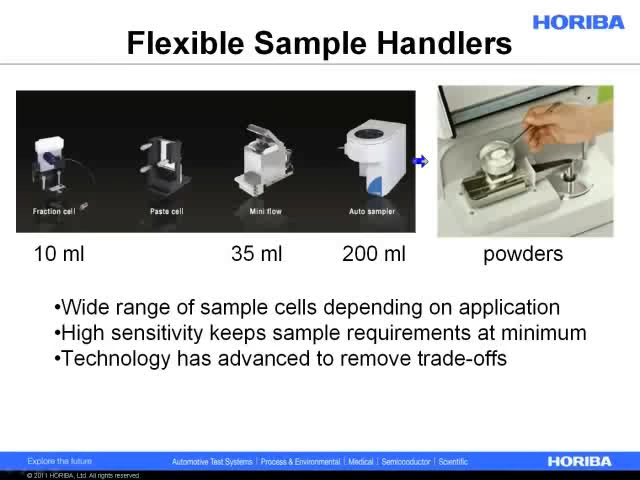 HORIBA
Flexible Sample Handlers
Fraction cell Paste cell Mini flow Auto sampler
10 ml 35 ml 200 ml powders
•Wide range of sample cells depending on application
•High sensitivity keeps sample requirements at minimum
•Technology has advanced to remove trade-offs
Explore the future Automotive Test Systems | Process & Environmental | Medical | Semiconductor | Scientific HORIBA
© 2011 HORIBA, Ltd. All rights reserved.